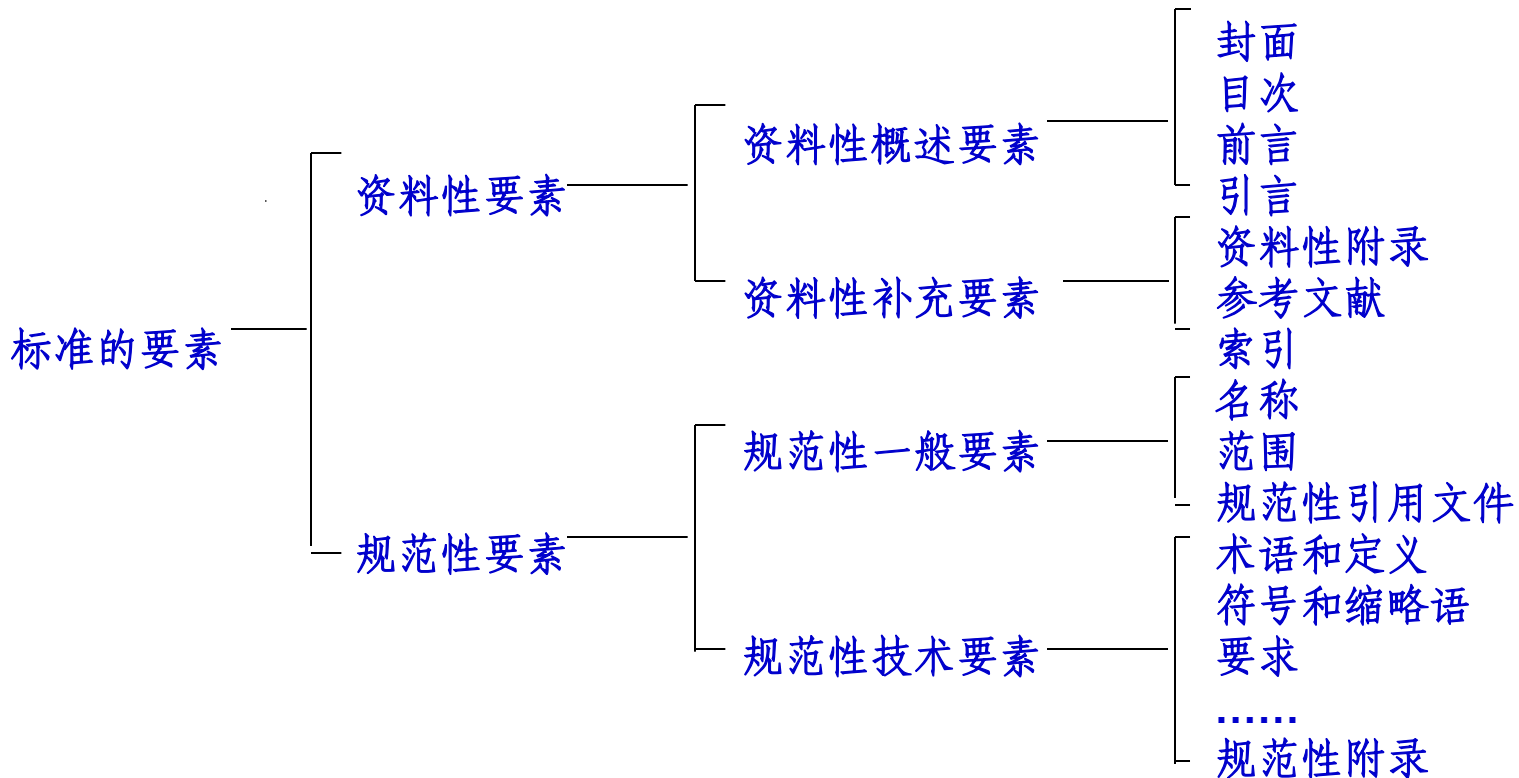 封面
目次
前言
资料性概述要素
引言
资料性要素
资料性附录
资料性补充要素
参考文献
标准的要素
索引
名称
规范性一般要素
范围
规范性引用文件
规范性要素
术语和定义
符号和缩略语
规范性技术要素
要求
......
规范性附录